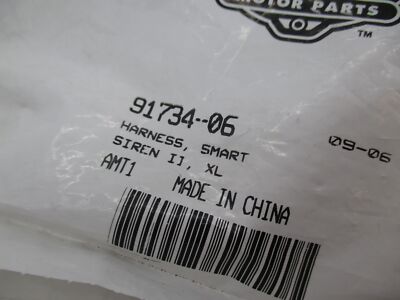 MOTOR PARTS
TM
91734--06
HARNESS, SMART
SIREN II, XL
AMT1
09-06
MADE IN CHINA